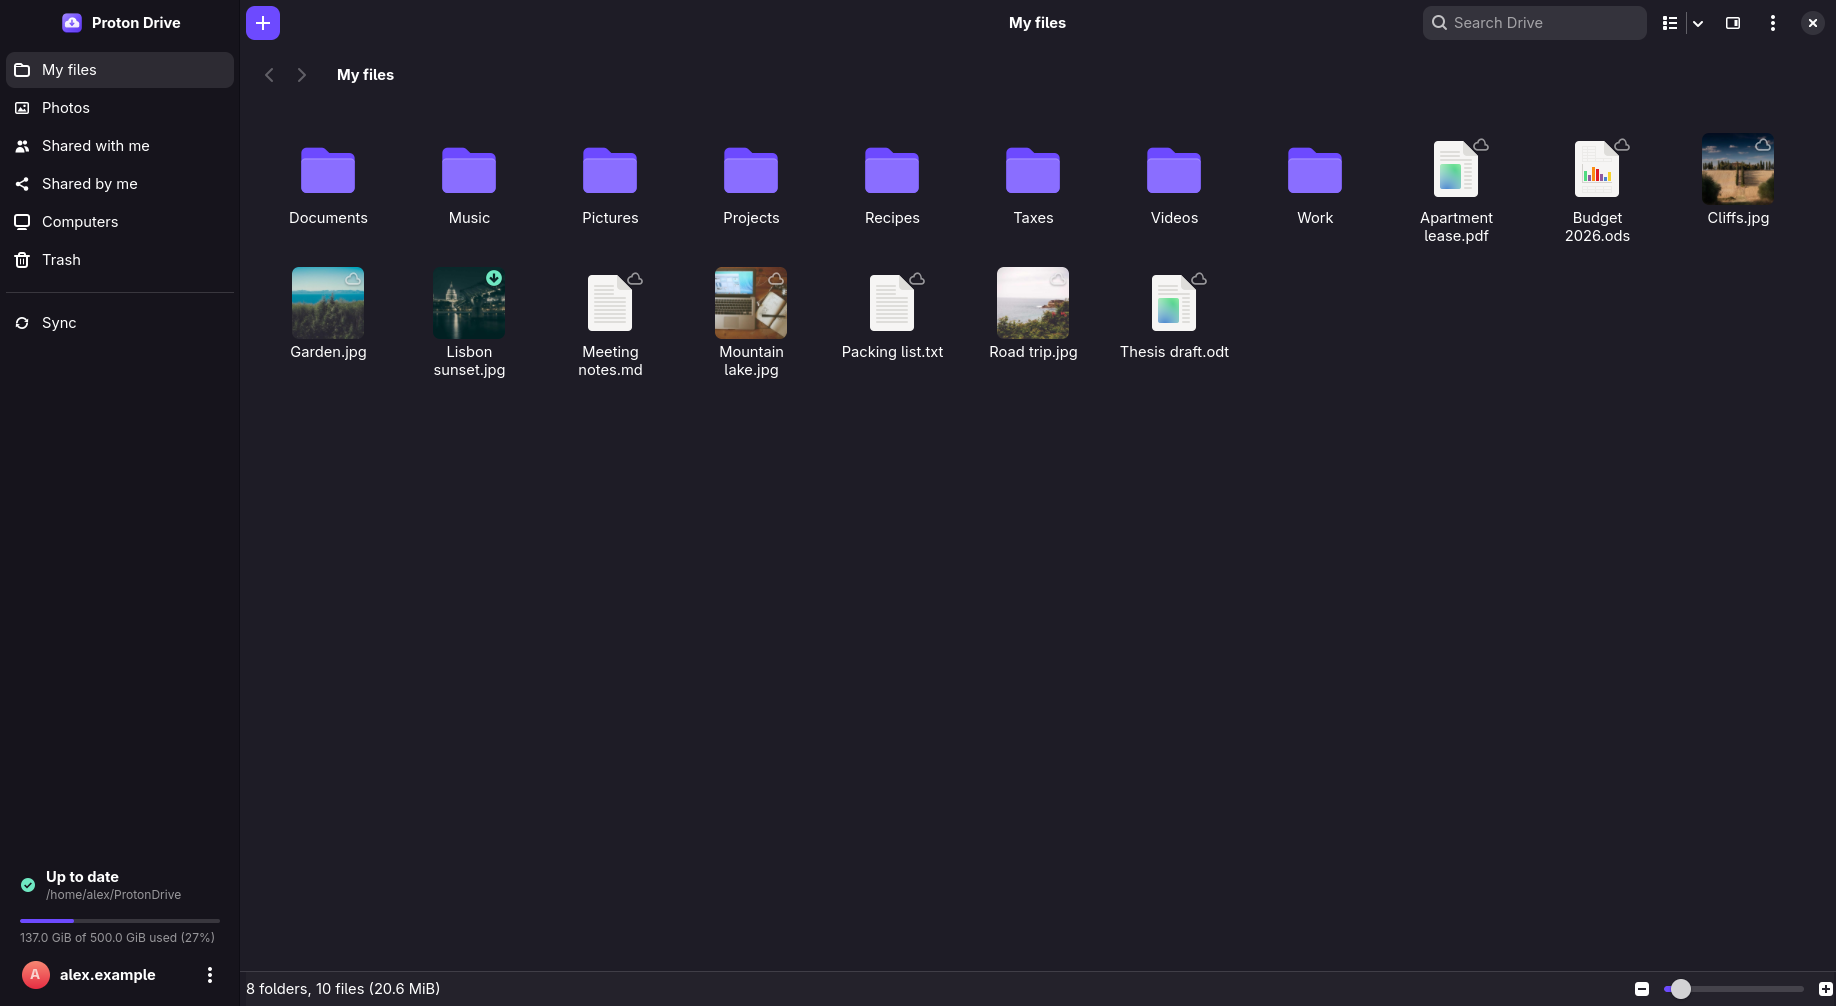 Proton Drive
My files
Search Drive
My files
Photos
Shared with me
Shared by me
Computers
Trash
Sync
My files
Documents
Music
Pictures
Projects
Recipes
Taxes
Videos
Work
Apartment
lease.pdf
Budget
2026.ods
Cliffs.jpg
Garden.jpg
Lisbon
sunset.jpg
Meeting
notes.md
Mountain
lake.jpg
Packing list.txt
Road trip.jpg
Thesis draft.odt
Up to date
/home/alex/ProtonDrive
137.0 GiB of 500.0 GiB used (27%)
A
alex.example
8 folders, 10 files (20.6 MiB)